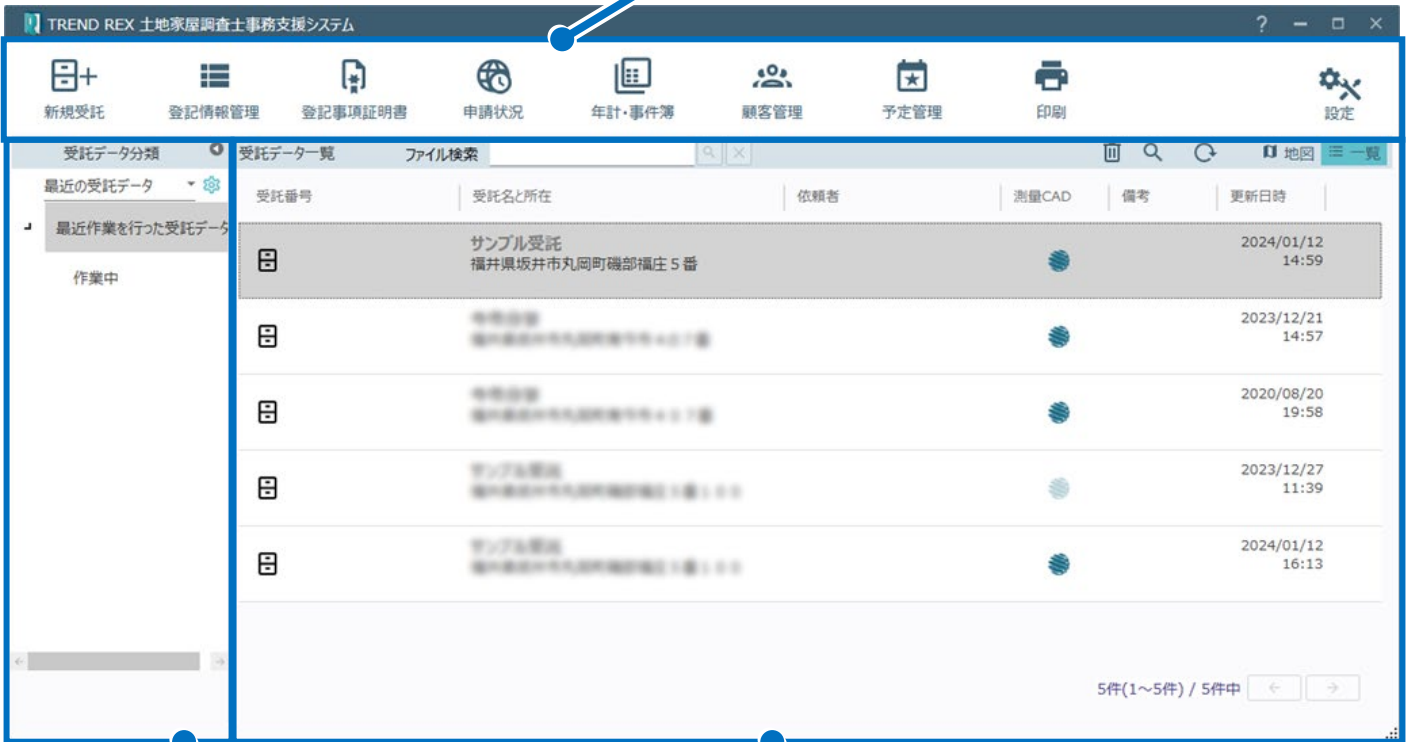 TREND REX 土地家屋調査士事務支援システム
新規受託 登記情報管理 登記事項証明書 申請状況 年計・事件簿 顧客管理 予定管理 印刷 設定
受託データ分類 受託データ一覧 ファイル検索 地図 一覧
最近の受託データ
受託番号 受託名と所在 依頼者 測量CAD 備考 更新日時
最近作業を行った受託データ
作業中
サンプル受託
福井県坂井市丸岡町磯部福庄5番
2024/01/12
14:59
2023/12/21
14:57
2020/08/20
19:58
2023/12/27
11:39
2024/01/12
16:13
5件(1～5件) / 5件中